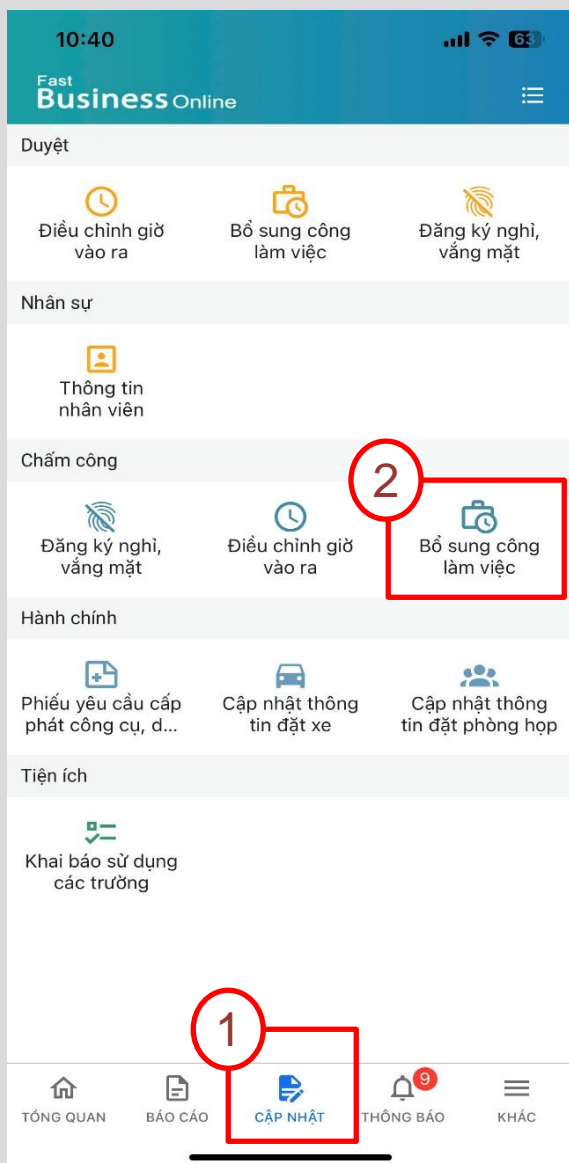 10:40
63
Fast
Business Online
Duyệt
Điều chỉnh giờ
vào ra
Bổ sung công
làm việc
Đăng ký nghỉ,
vắng mặt
Nhân sự
Thông tin
nhân viên
Chấm công
2
Đăng ký nghỉ,
vắng mặt
Điều chỉnh giờ
vào ra
Bổ sung công
làm việc
Hành chính
Phiếu yêu cầu cấp
phát công cụ, d...
Cập nhật thông
tin đặt xe
Cập nhật thông
tin đặt phòng họp
Tiện ích
Khai báo sử dụng
các trường
1
9
TỔNG QUAN
BÁO CÁO
CẬP NHẬT
THÔNG BÁO
KHÁC